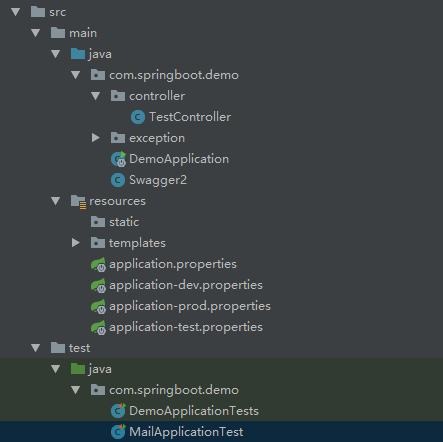 src
main
java
com.springboot.demo
controller
TestController
exception
DemoApplication
Swagger2
resources
static
templates
application.properties
application-dev.properties
application-prod.properties
application-test.properties
test
java
com.springboot.demo
DemoApplicationTests
MailApplicationTest